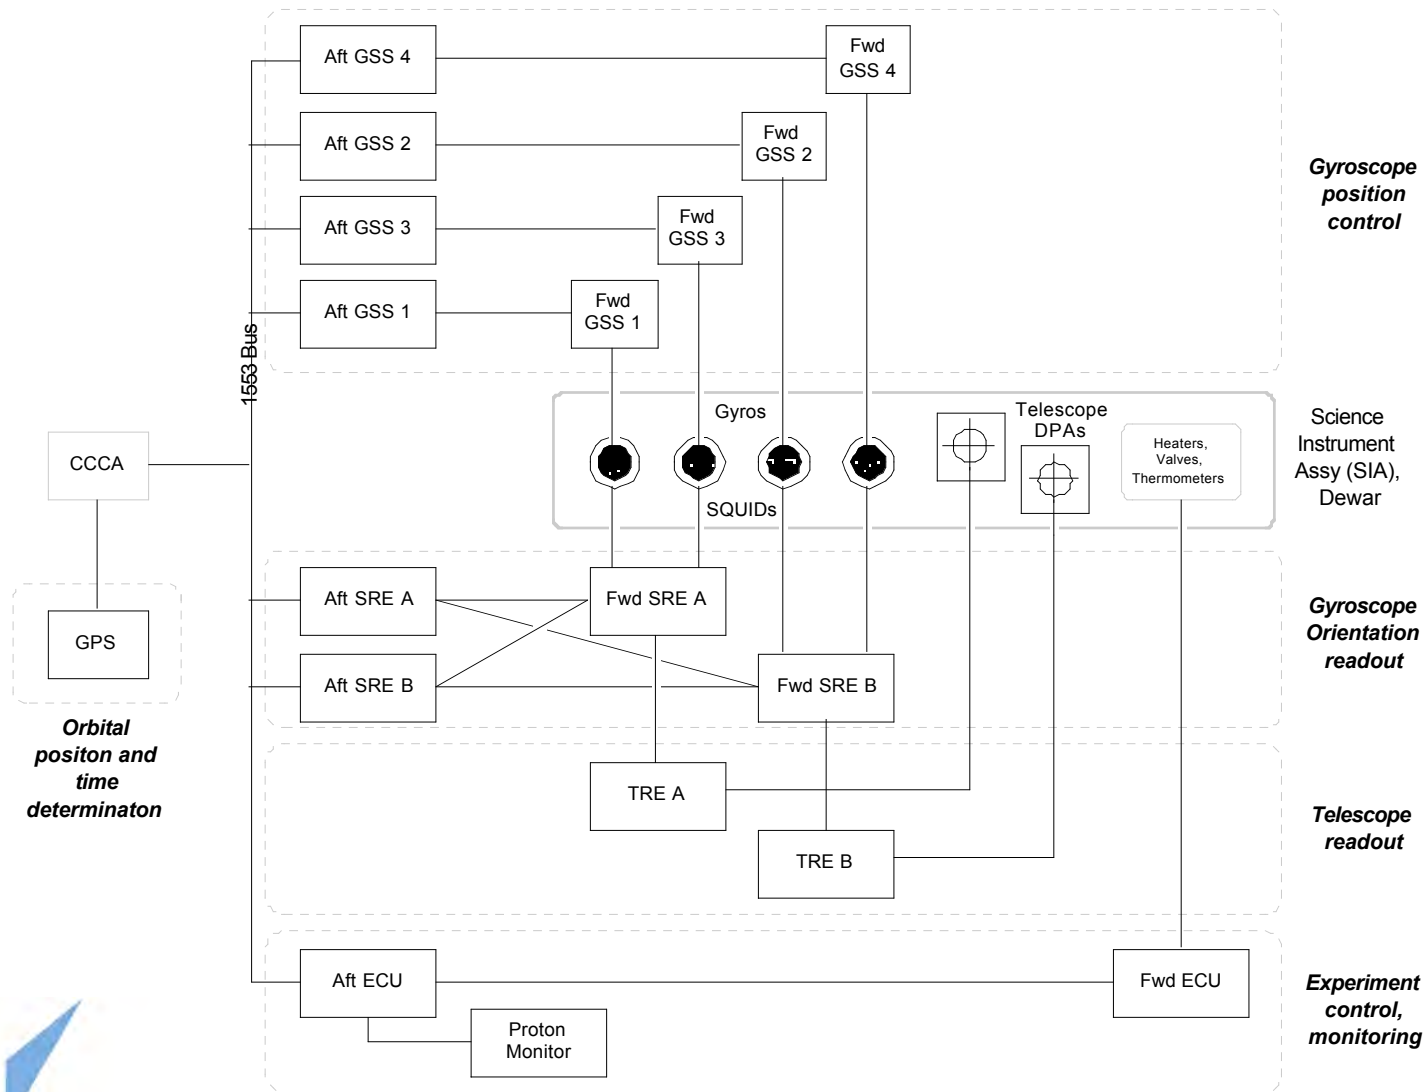 Aft GSS 4
Fwd
GSS 4
Aft GSS 2
Fwd
GSS 2
Aft GSS 3
Fwd
GSS 3
Aft GSS 1
Fwd
GSS 1
Gyroscope
position
control
1553 Bus
CCCA
GPS
Orbital
positon and
time
determinaton
Gyros
SQUIDs
Telescope
DPAs
Heaters,
Valves,
Thermometers
Science
Instrument
Assy (SIA),
Dewar
Aft SRE A
Fwd SRE A
Aft SRE B
Fwd SRE B
Gyroscope
Orientation
readout
TRE A
TRE B
Telescope
readout
Aft ECU
Fwd ECU
Proton
Monitor
Experiment
control,
monitoring